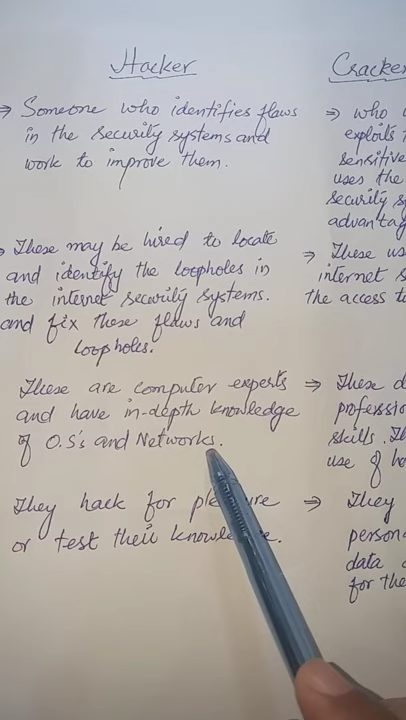 Hacker
⇒ Someone who identifies flaws
in the security systems and
work to improve them.
These may be hired to locate
and identify the loopholes in
the internet security systems.
and fix these flaws and
loopholes.
These are computer experts
and have in-depth knowledge
of O.S's and Networks.
They hack for
or test their
Cracker
⇒ who
exploits
sensitive
uses the
security
⇒ These
internet
the access
⇒ These
professio
skills.
use of
⇒ They
person
data
for the